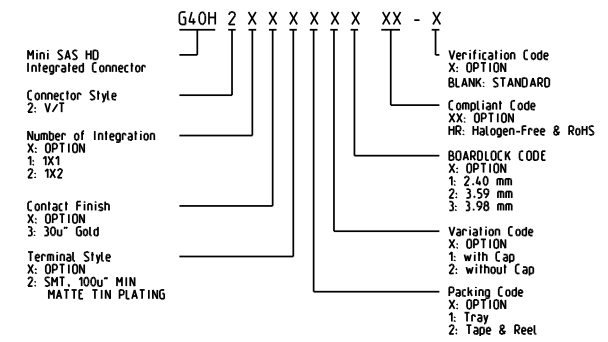 G40H 2 X X X X X X XX - X
Mini SAS HD
Integrated Connector
Connector Style
2: V/T
Number of Integration
X: OPTION
1: 1X1
2: 1X2
Contact Finish
X: OPTION
3: 30u" Gold
Terminal Style
X: OPTION
2: SMT, 100u" MIN
MATTE TIN PLATING
Verification Code
X: OPTION
BLANK: STANDARD
Compliant Code
XX: OPTION
HR: Halogen-Free & RoHS
BOARDLOCK CODE
X: OPTION
1: 2.40 mm
2: 3.59 mm
3: 3.98 mm
Variation Code
X: OPTION
1: with Cap
2: without Cap
Packing Code
X: OPTION
1: Tray
2: Tape & Reel